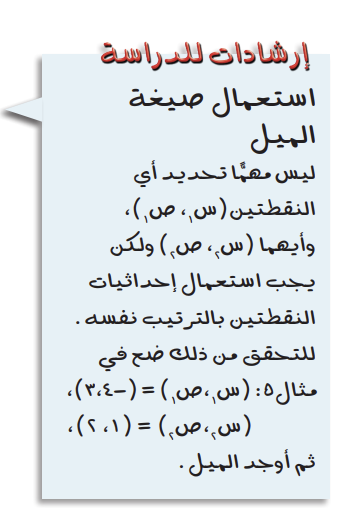 إرشادات للدراسة
استعمال صيغة
الميل
ليس مهمًّا تحديد أي
النقطتين (س١، ص١)،
وأيهما (س٢، ص٢) ولكن
يجب استعمال إحداثيات
النقطتين بالترتيب نفسه .
للتحقق من ذلك ضح في
مثال٥: (س١،ص١) = (-٣،٤)،
(س٢،ص٢) = (١، ٢)،
ثم أوجد الميل .